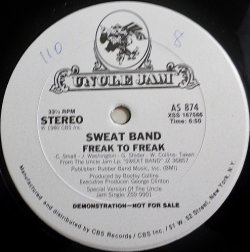 110
8
UNCLE JAM
33⅓ RPM
STEREO
℗ 1980 CBS Inc.
AS 874
XSS 167566
Time: 6:50
SWEAT BAND
FREAK TO FREAK
C. Small - J. Washington - G. Shider - W. Collins- Taken
From The Uncle Jam Lp. "SWEAT BAND"
Publisher: Rubber Band Music, Inc. (BMI)
Produced by Bootsy Collins
Executive Producer: George Clinton
Special Version Of The Uncle
Jam Single ZS9 9901
DEMONSTRATION—NOT FOR SALE
Manufactured and distributed by CBS Records / CBS Inc. / 51 W. 52 Street, New York, N.Y.